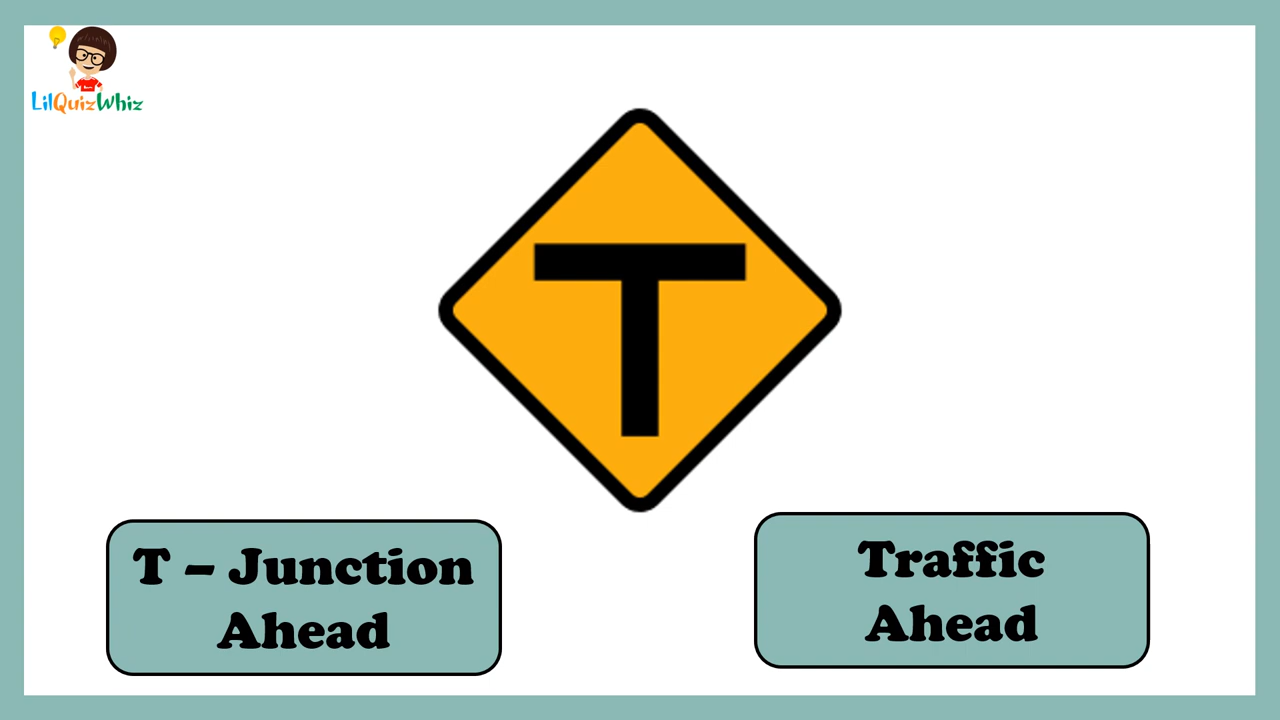 LilQuizWhiz
T
T – Junction
Ahead
Traffic
Ahead